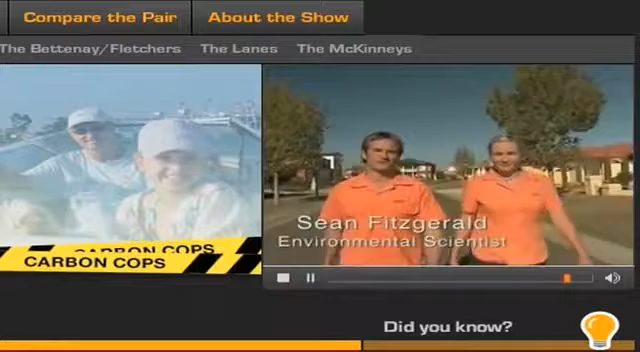 Compare the Pair
About the Show
The Bettenay/Fletchers
The Lanes
The McKinneys
Sean Fitzgerald
Environmental Scientist
CARBON COPS
CARBON COPS
Did you know?